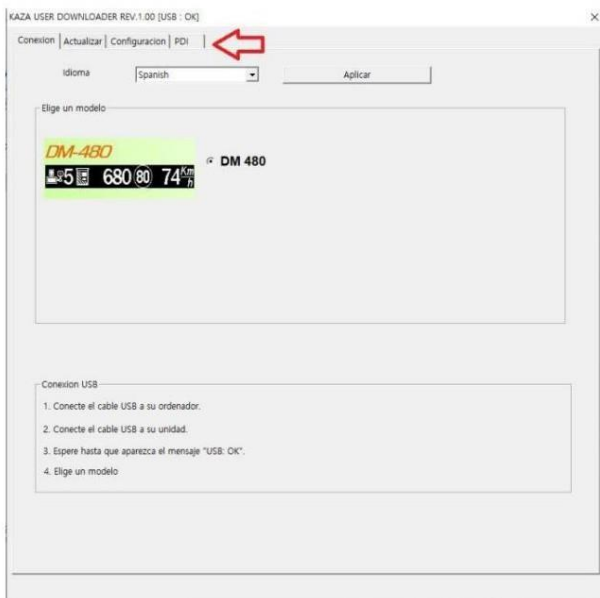 KAZA USER DOWNLOADER REV.1.00 [USB : OK]
Conexion Actualizar Configuracion PDI
Idioma Spanish Aplicar
Elige un modelo
DM-480
5 680 80 74 Km/h
DM 480
Conexion USB
1. Conecte el cable USB a su ordenador.
2. Conecte el cable USB a su unidad.
3. Espere hasta que aparezca el mensaje "USB: OK".
4. Elige un modelo